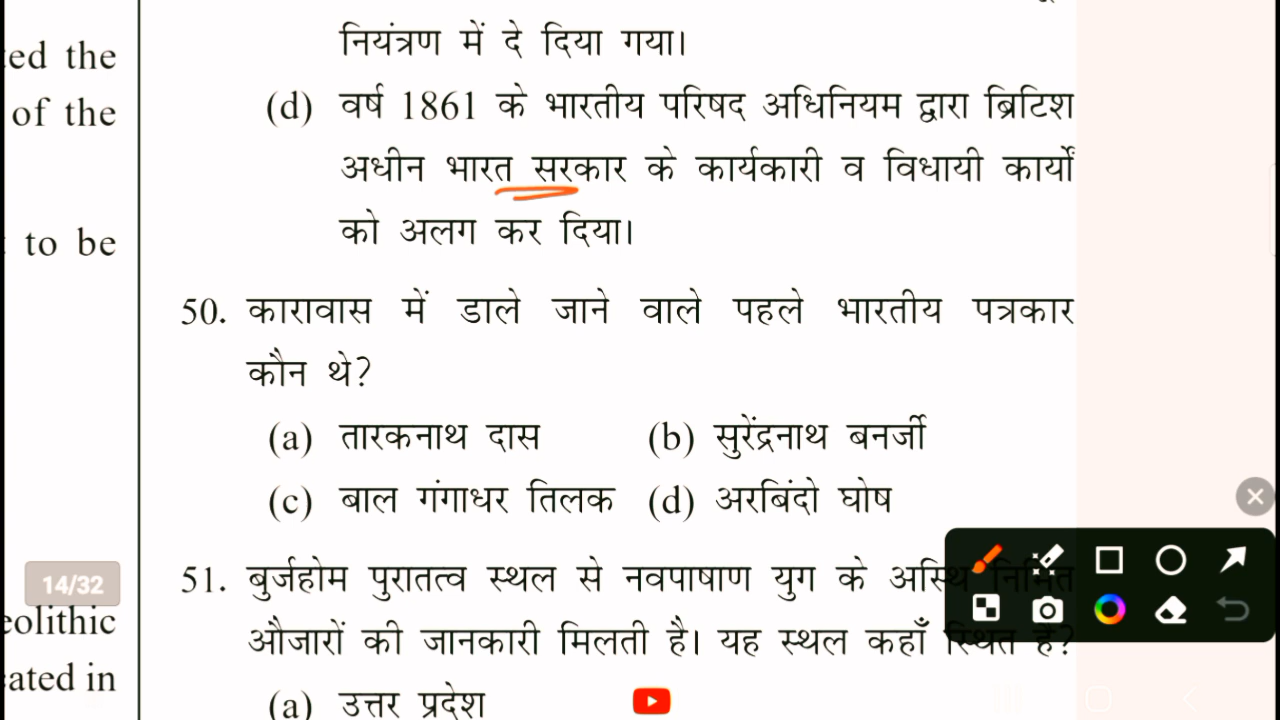 नियंत्रण में दे दिया गया।
(d) वर्ष 1861 के भारतीय परिषद अधिनियम द्वारा ब्रिटिश
अधीन भारत सरकार के कार्यकारी व विधायी कार्यों
को अलग कर दिया।
50. कारावास में डाले जाने वाले पहले भारतीय पत्रकार
कौन थे?
(a) तारकनाथ दास (b) सुरेंद्रनाथ बनर्जी
(c) बाल गंगाधर तिलक (d) अरबिंदो घोष
51. बुर्जहोम पुरातत्व स्थल से नवपाषाण युग के अस्थि निर्मित
औजारों की जानकारी मिलती है। यह स्थल कहाँ स्थित है?
(a) उत्तर प्रदेश
ed the
of the
to be
14/32
eolithic
ated in